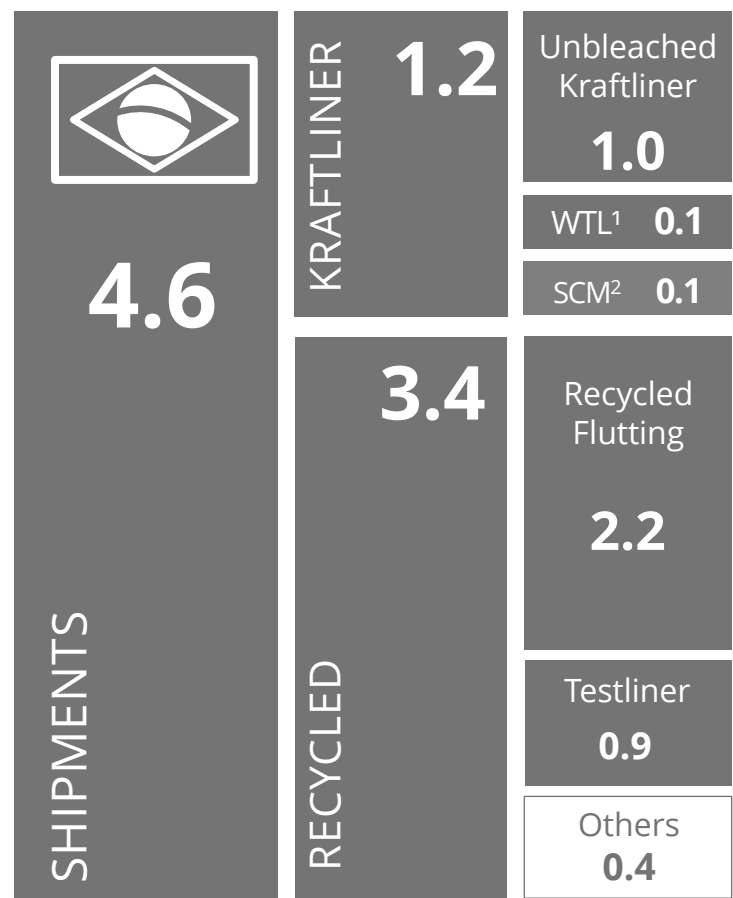 4.6
SHIPMENTS
KRAFTLINER
1.2
Unbleached
Kraftliner
1.0
WTL¹ 0.1
SCM² 0.1
3.4
RECYCLED
Recycled
Flutting
2.2
Testliner
0.9
Others
0.4